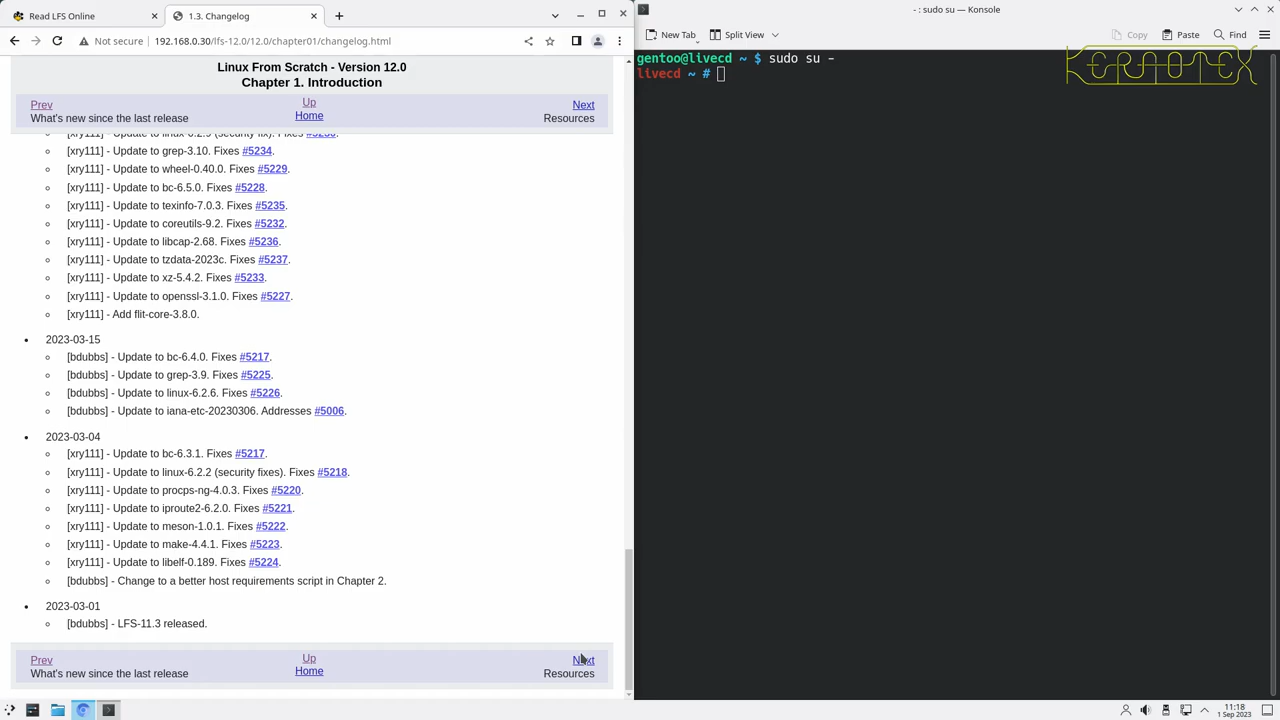 Read LFS Online
1.3. Changelog
Not secure
192.168.0.30/lfs-12.0/12.0/chapter01/changelog.html
Linux From Scratch - Version 12.0
Chapter 1. Introduction
Prev
Up
Next
What's new since the last release
Home
Resources
[xry111] - Update to grep-3.10. Fixes #5234.
[xry111] - Update to wheel-0.40.0. Fixes #5229.
[xry111] - Update to bc-6.5.0. Fixes #5228.
[xry111] - Update to texinfo-7.0.3. Fixes #5235.
[xry111] - Update to coreutils-9.2. Fixes #5232.
[xry111] - Update to libcap-2.68. Fixes #5236.
[xry111] - Update to tzdata-2023c. Fixes #5237.
[xry111] - Update to xz-5.4.2. Fixes #5233.
[xry111] - Update to openssl-3.1.0. Fixes #5227.
[xry111] - Add flit-core-3.8.0.
2023-03-15
[bdubbs] - Update to bc-6.4.0. Fixes #5217.
[bdubbs] - Update to grep-3.9. Fixes #5225.
[bdubbs] - Update to linux-6.2.6. Fixes #5226.
[bdubbs] - Update to iana-etc-20230306. Addresses #5006.
2023-03-04
[xry111] - Update to bc-6.3.1. Fixes #5217.
[xry111] - Update to linux-6.2.2 (security fixes). Fixes #5218.
[xry111] - Update to procps-ng-4.0.3. Fixes #5220.
[xry111] - Update to iproute2-6.2.0. Fixes #5221.
[xry111] - Update to meson-1.0.1. Fixes #5222.
[xry111] - Update to make-4.4.1. Fixes #5223.
[xry111] - Update to libelf-0.189. Fixes #5224.
[bdubbs] - Change to a better host requirements script in Chapter 2.
2023-03-01
[bdubbs] - LFS-11.3 released.
Prev
Up
Next
What's new since the last release
Home
Resources
- : sudo su — Konsole
New Tab
Split View
Copy
Paste
Find
gentoo@livecd ~ $ sudo su -
livecd ~ #
11:18
1 Sep 2023